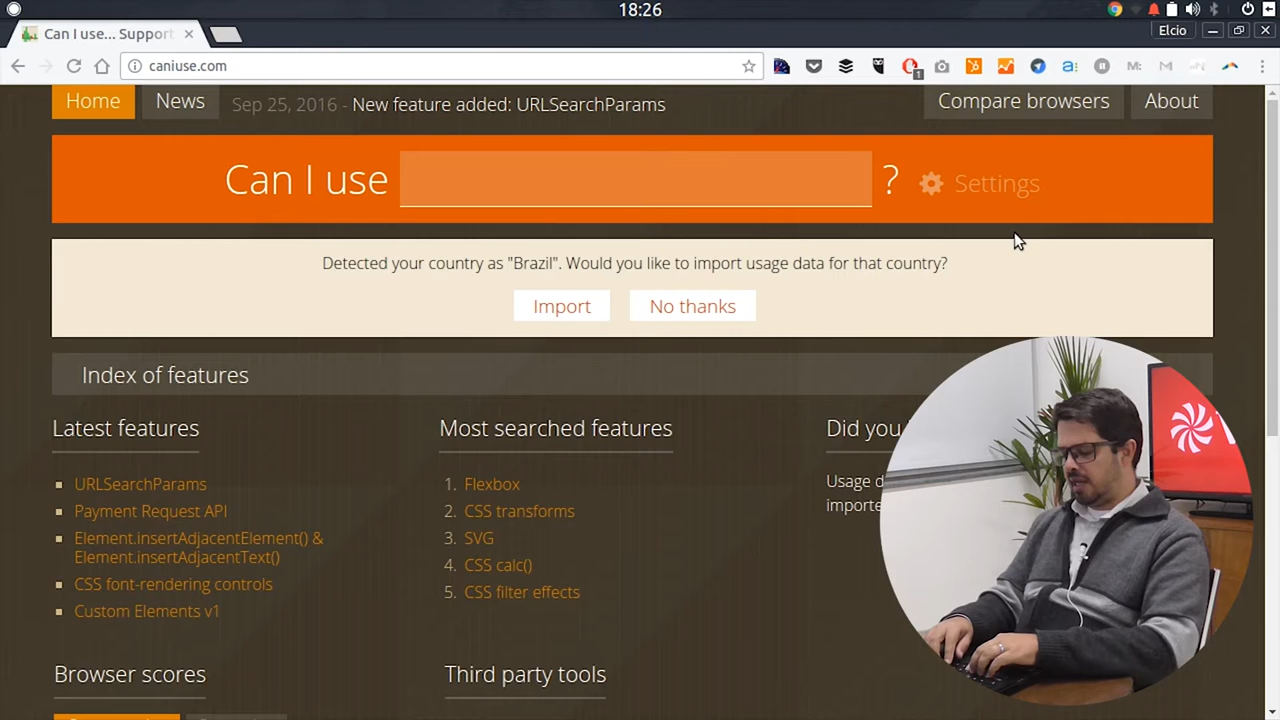 18:26
Can I use... Support
Elcio
caniuse.com
1
Home
News
Sep 25, 2016 - New feature added: URLSearchParams
Compare browsers
About
Can I use
?
Settings
Detected your country as "Brazil". Would you like to import usage data for that country?
Import
No thanks
Index of features
Latest features
URLSearchParams
Payment Request API
Element.insertAdjacentElement() &
Element.insertAdjacentText()
CSS font-rendering controls
Custom Elements v1
Most searched features
1. Flexbox
2. CSS transforms
3. SVG
4. CSS calc()
5. CSS filter effects
Did you
Usage d
importe
Browser scores
Third party tools